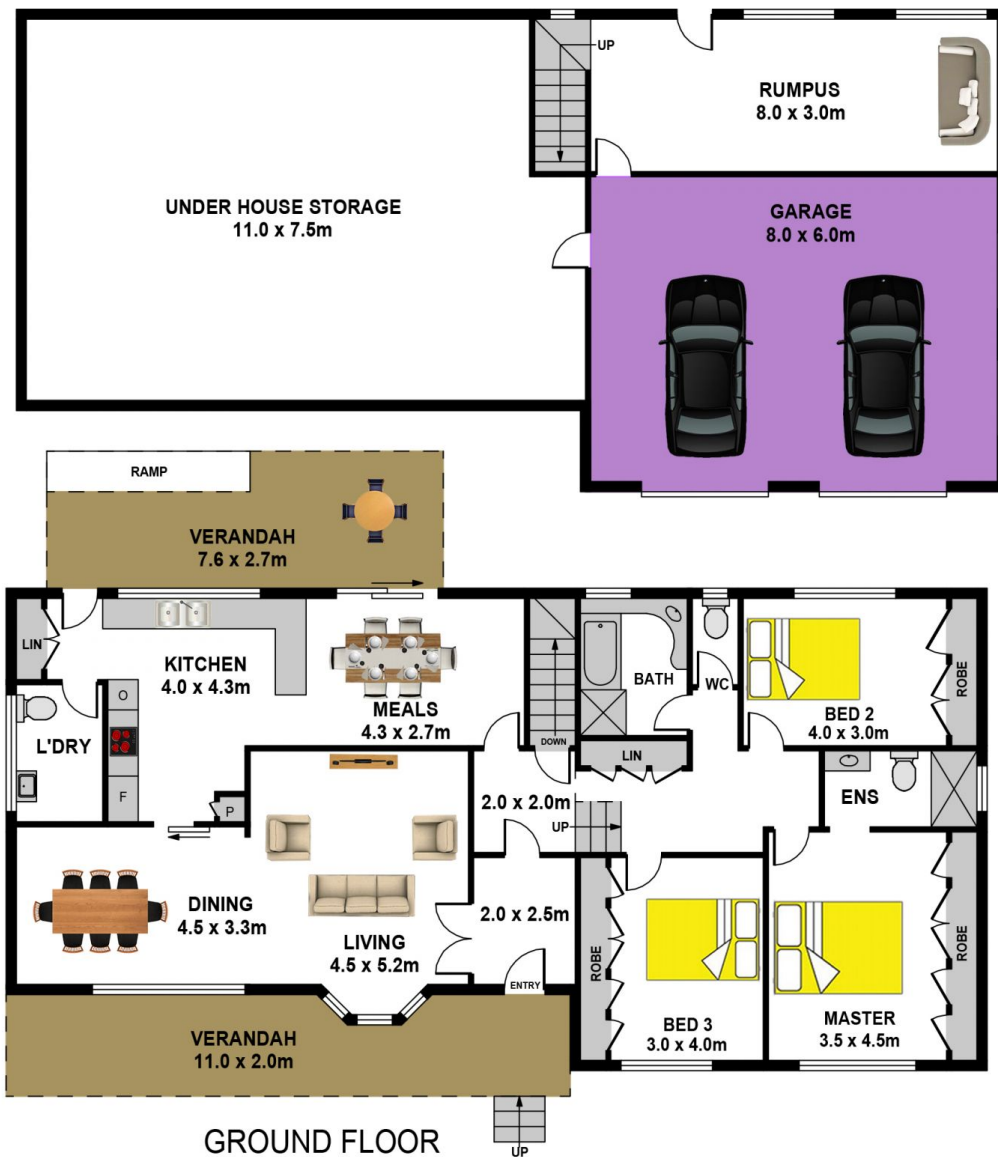 UP
RUMPUS
8.0 x 3.0m
UNDER HOUSE STORAGE
11.0 x 7.5m
GARAGE
8.0 x 6.0m
RAMP
VERANDAH
7.6 x 2.7m
LIN
KITCHEN
4.0 x 4.3m
O
F
P
L'DRY
MEALS
4.3 x 2.7m
DOWN
BATH
WC
LIN
BED 2
4.0 x 3.0m
ROBE
ENS
2.0 x 2.0m
UP
DINING
4.5 x 3.3m
LIVING
4.5 x 5.2m
2.0 x 2.5m
ENTRY
ROBE
BED 3
3.0 x 4.0m
MASTER
3.5 x 4.5m
ROBE
VERANDAH
11.0 x 2.0m
UP
GROUND FLOOR